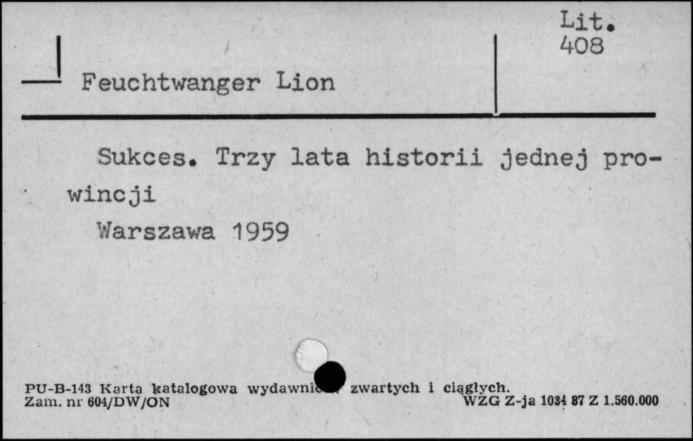 Lit.
408
Feuchtwanger Lion
Sukces. Trzy lata historii jednej pro-
wincji
Warszawa 1959
PU-B-143 Karta katalogowa zwartych i ciągłych.
Zam. nr 604/DW/ON WZG Z-ja 1034 87 Z 1.560.000